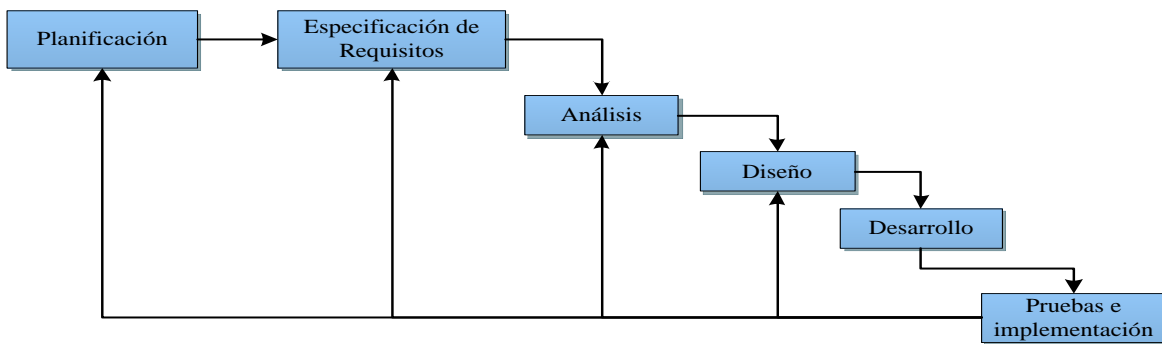 Planificación
Especificación de
Requisitos
Análisis
Diseño
Desarrollo
Pruebas e
implementación